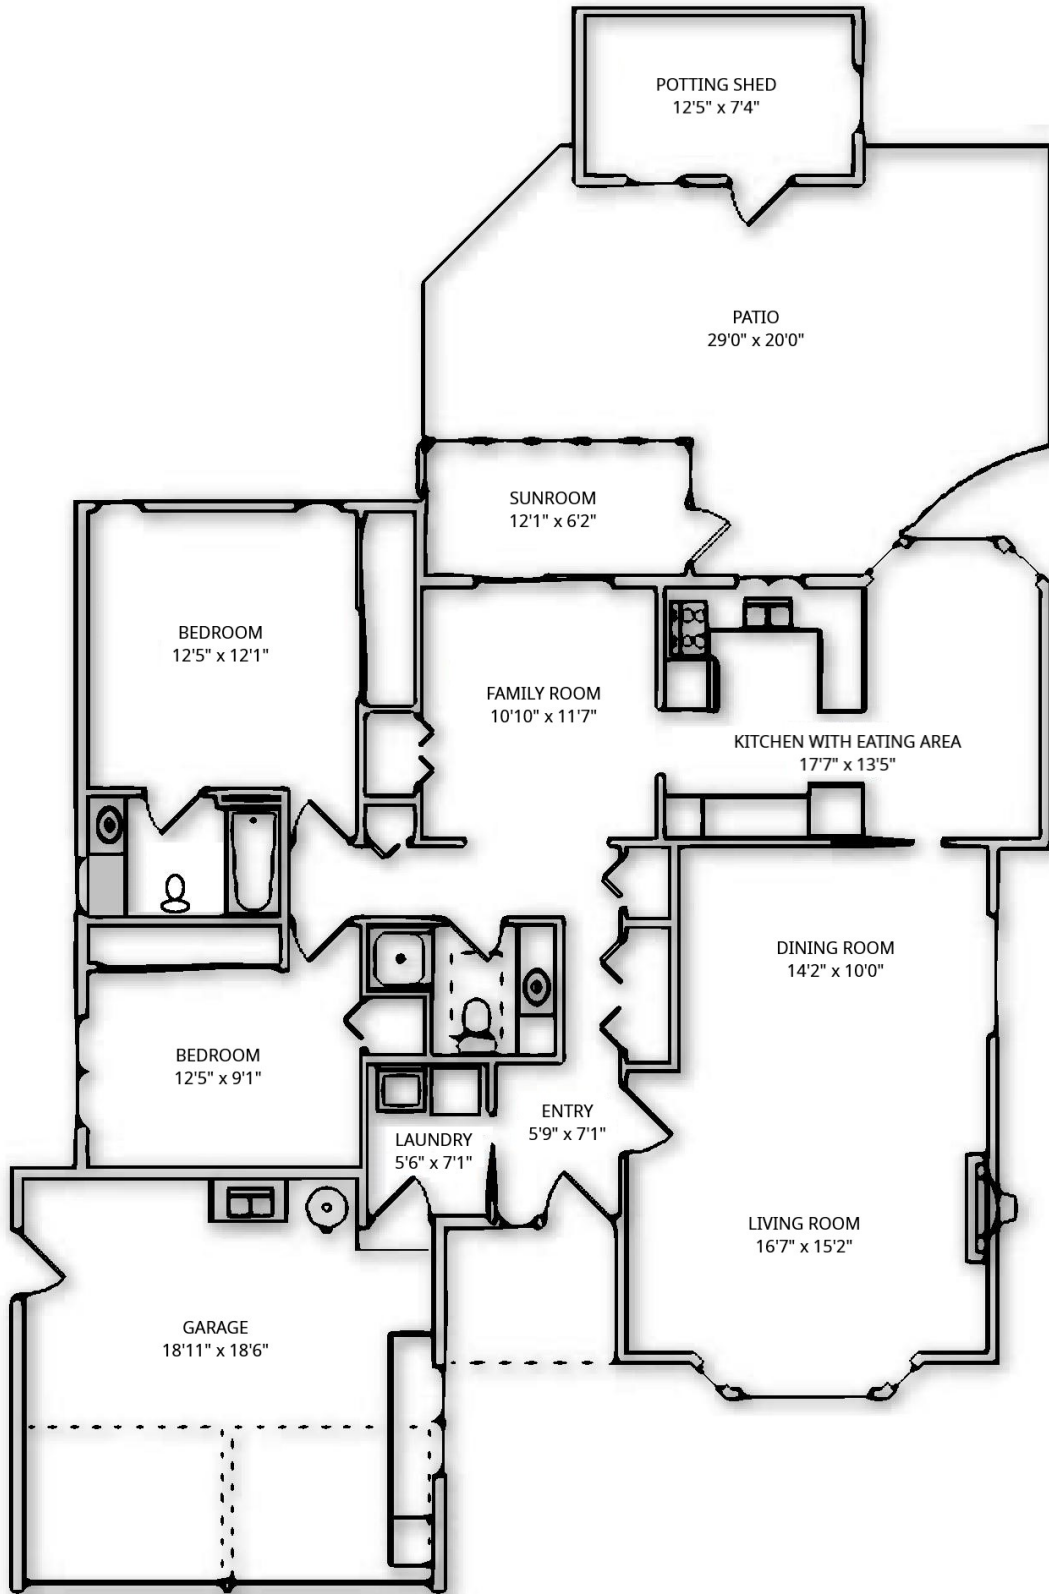 POTTING SHED
12'5" x 7'4"
PATIO
29'0" x 20'0"
SUNROOM
12'1" x 6'2"
BEDROOM
12'5" x 12'1"
FAMILY ROOM
10'10" x 11'7"
KITCHEN WITH EATING AREA
17'7" x 13'5"
DINING ROOM
14'2" x 10'0"
BEDROOM
12'5" x 9'1"
ENTRY
5'9" x 7'1"
LAUNDRY
5'6" x 7'1"
LIVING ROOM
16'7" x 15'2"
GARAGE
18'11" x 18'6"